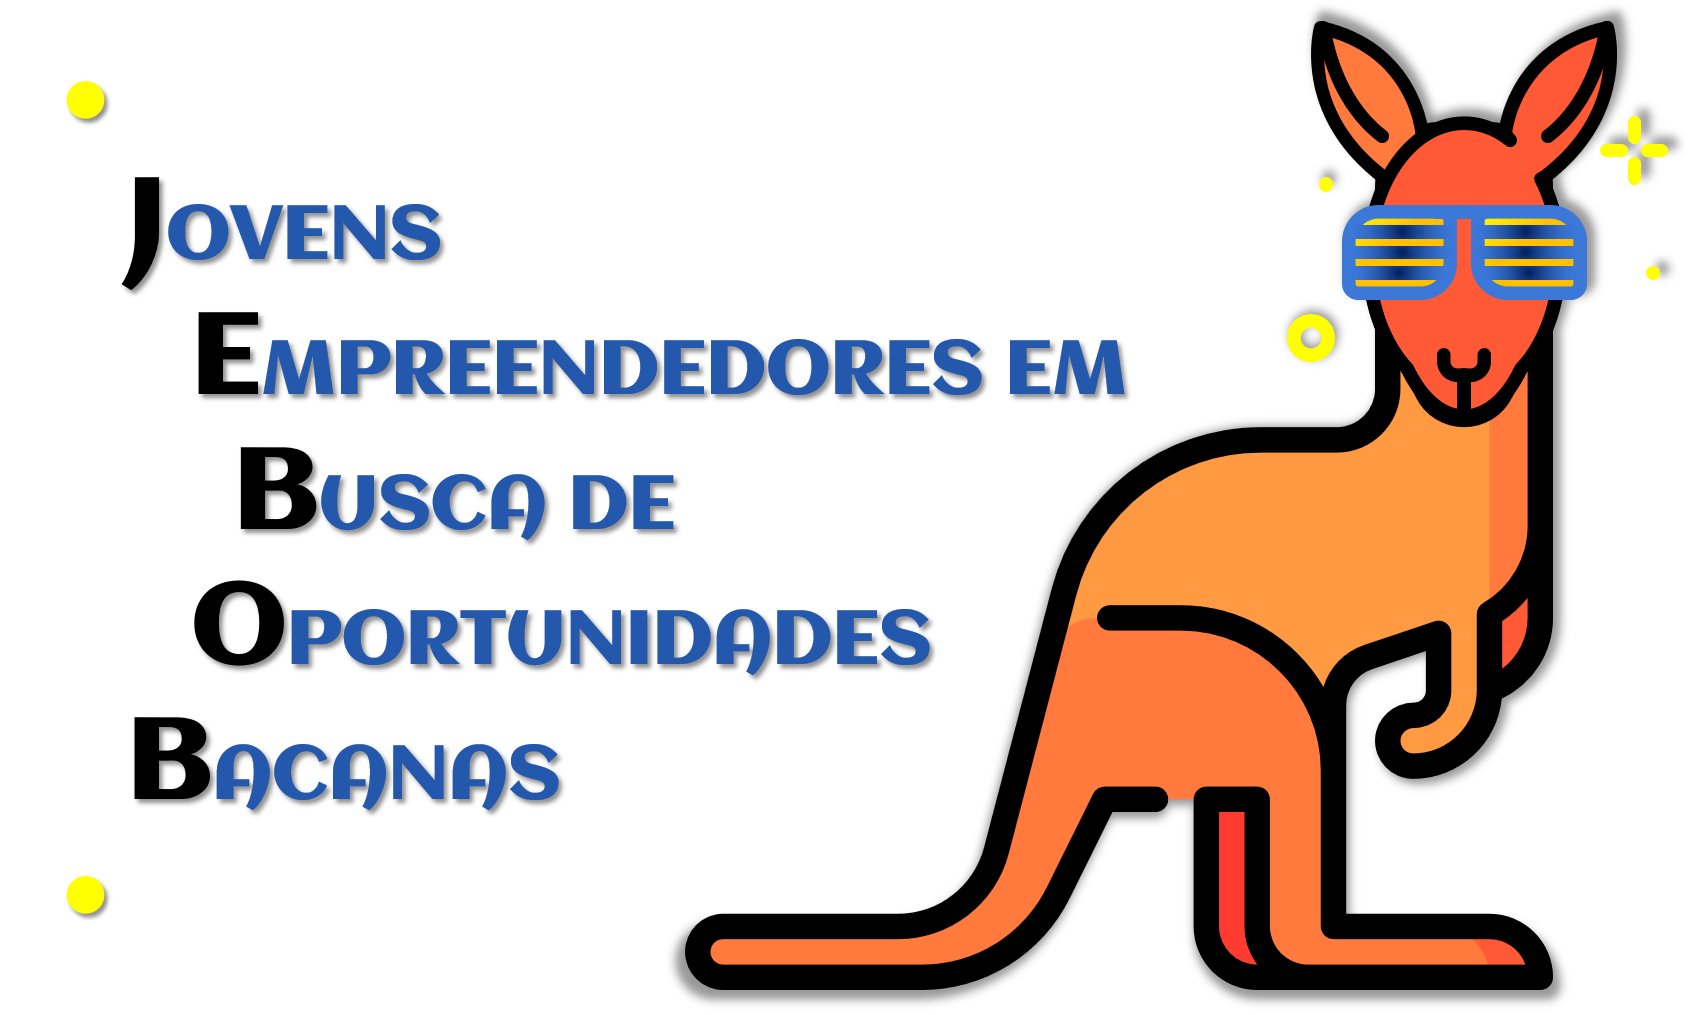 Jovens
Empreendedores em
Busca de
Oportunidades
Bacanas